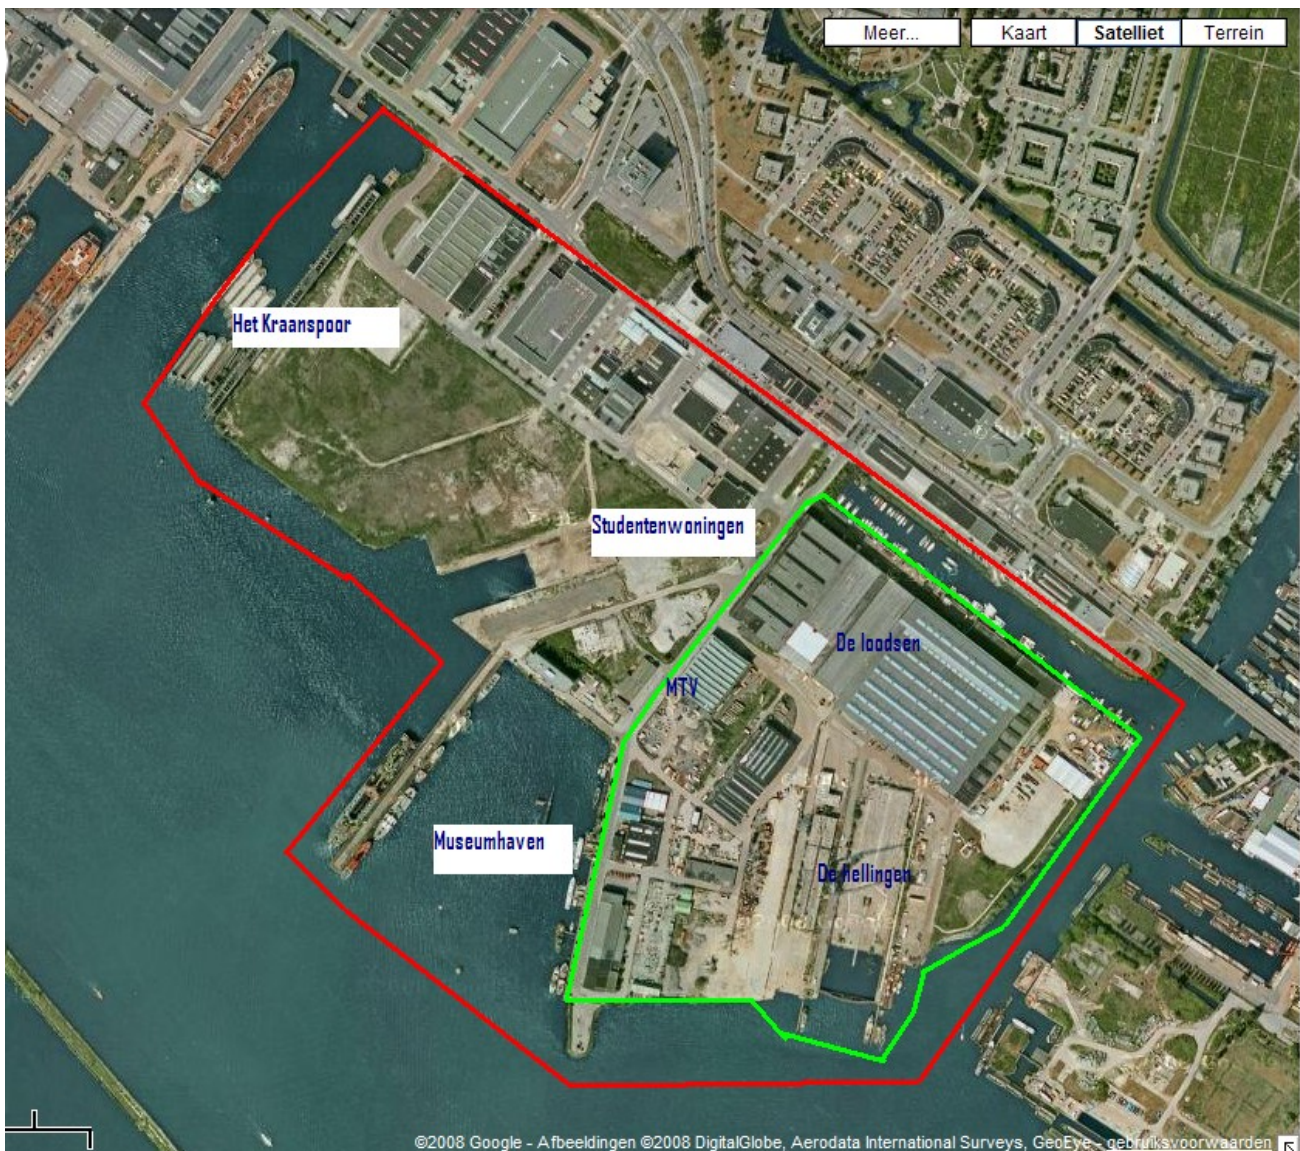 Meer...
Kaart
Satelliet
Terrein
Het Kraanspoor
Studentenwoningen
De loodsen
MTV
Museumhaven
De hellingen
©2008 Google - Afbeeldingen ©2008 DigitalGlobe, Aerodata International Surveys, GeoEye - gebruiksvoorwaarden